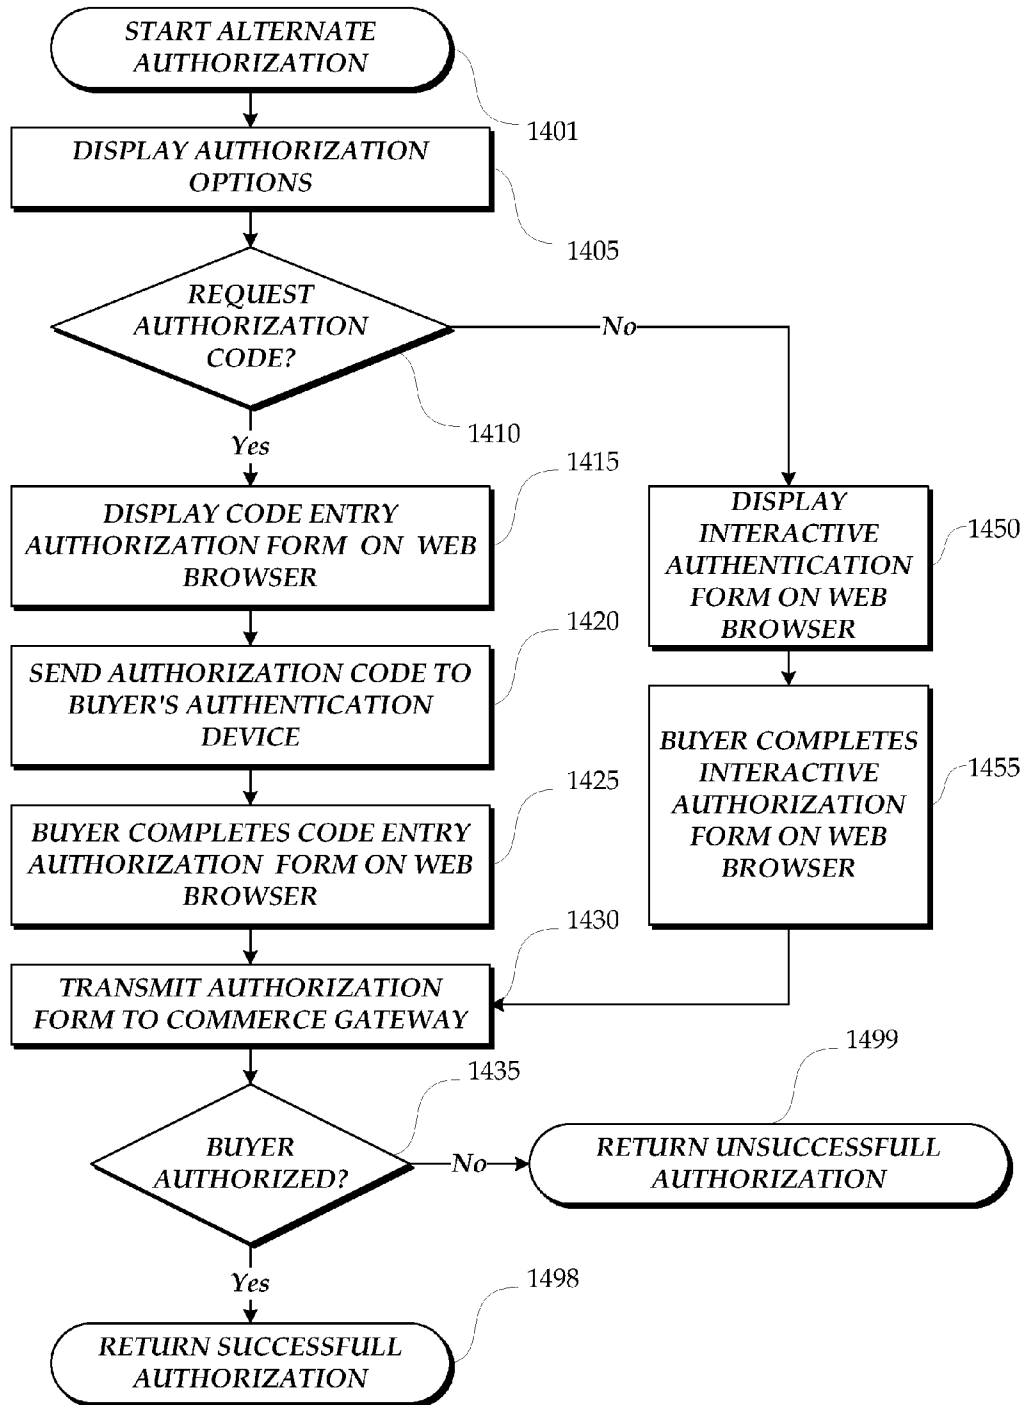 START ALTERNATE
AUTHORIZATION
1401
DISPLAY AUTHORIZATION
OPTIONS
1405
REQUEST
AUTHORIZATION
CODE?
No
1410
Yes
1415
DISPLAY CODE ENTRY
AUTHORIZATION FORM ON WEB
BROWSER
1420
SEND AUTHORIZATION CODE TO
BUYER'S AUTHENTICATION
DEVICE
1425
BUYER COMPLETES CODE ENTRY
AUTHORIZATION FORM ON WEB
BROWSER
DISPLAY
INTERACTIVE
AUTHENTICATION
FORM ON WEB
BROWSER
1450
BUYER COMPLETES
INTERACTIVE
AUTHORIZATION
FORM ON WEB
BROWSER
1455
1430
TRANSMIT AUTHORIZATION
FORM TO COMMERCE GATEWAY
1435
BUYER
AUTHORIZED?
No
1499
RETURN UNSUCCESSFULL
AUTHORIZATION
Yes
1498
RETURN SUCCESSFULL
AUTHORIZATION